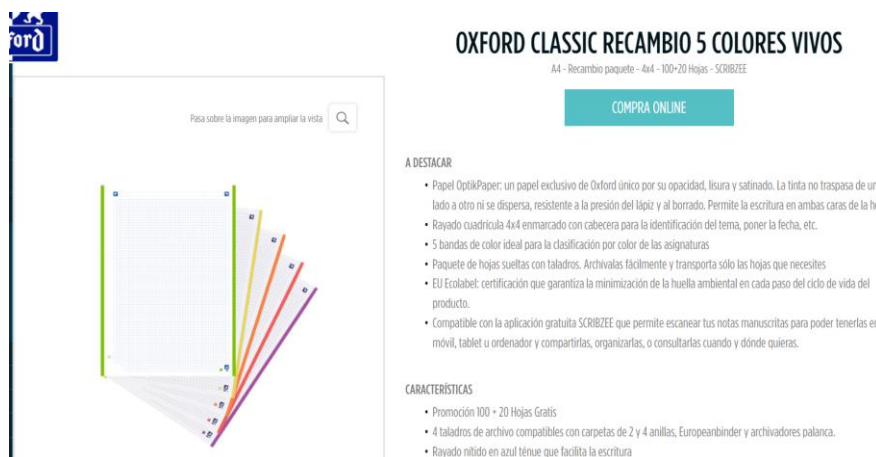 ford
OXFORD CLASSIC RECAMBIO 5 COLORES VIVOS
A4 - Recambio paquete - 4x4 - 100+20 Hojas - SCRIBZEE
COMPRA ONLINE
Pasa sobre la imagen para ampliar la vista
A DESTACAR
• Papel OptikPaper: un papel exclusivo de Oxford único por su opacidad, lisura y satinado. La tinta no traspasa de un
lado a otro ni se dispersa, resistente a la presión del lápiz y al borrado. Permite la escritura en ambas caras de la
• Rayado cuadrícula 4x4 enmarcado con cabecera para la identificación del tema, poner la fecha, etc.
• 5 bandas de color ideal para la clasificación por color de las asignaturas
• Paquete de hojas sueltas con taladros. Archívalas fácilmente y transporta sólo las hojas que necesites
• EU Ecolabel: certificación que garantiza la minimización de la huella ambiental en cada paso del ciclo de vida del
producto.
• Compatible con la aplicación gratuita SCRIBZEE que permite escanear tus notas manuscritas para poder tenerlas en
móvil, tablet u ordenador y compartirlas, organizarlas, o consultarlas cuando y dónde quieras.
CARACTERÍSTICAS
• Promoción 100 + 20 Hojas Gratis
• 4 taladros de archivo compatibles con carpetas de 2 y 4 anillas, Europeanbinder y archivadores palanca.
• Rayado nítido en azul ténue que facilita la escritura